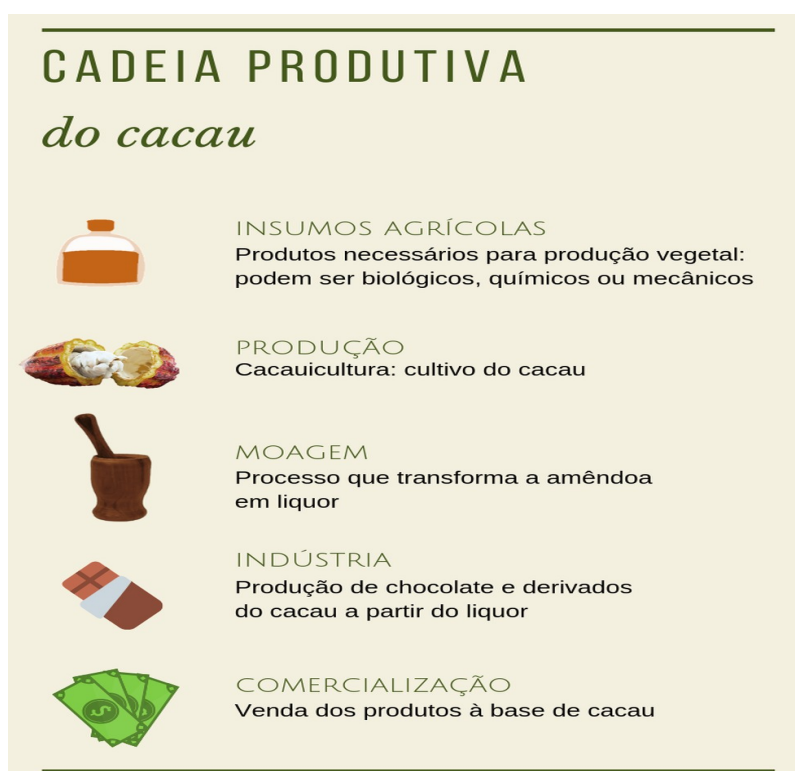 CADEIA PRODUTIVA
do cacau
INSUMOS AGRÍCOLAS
Produtos necessários para produção vegetal:
podem ser biológicos, químicos ou mecânicos
PRODUÇÃO
Cacauicultura: cultivo do cacau
MOAGEM
Processo que transforma a amêndoa
em liquor
INDÚSTRIA
Produção de chocolate e derivados
do cacau a partir do liquor
COMERCIALIZAÇÃO
Venda dos produtos à base de cacau